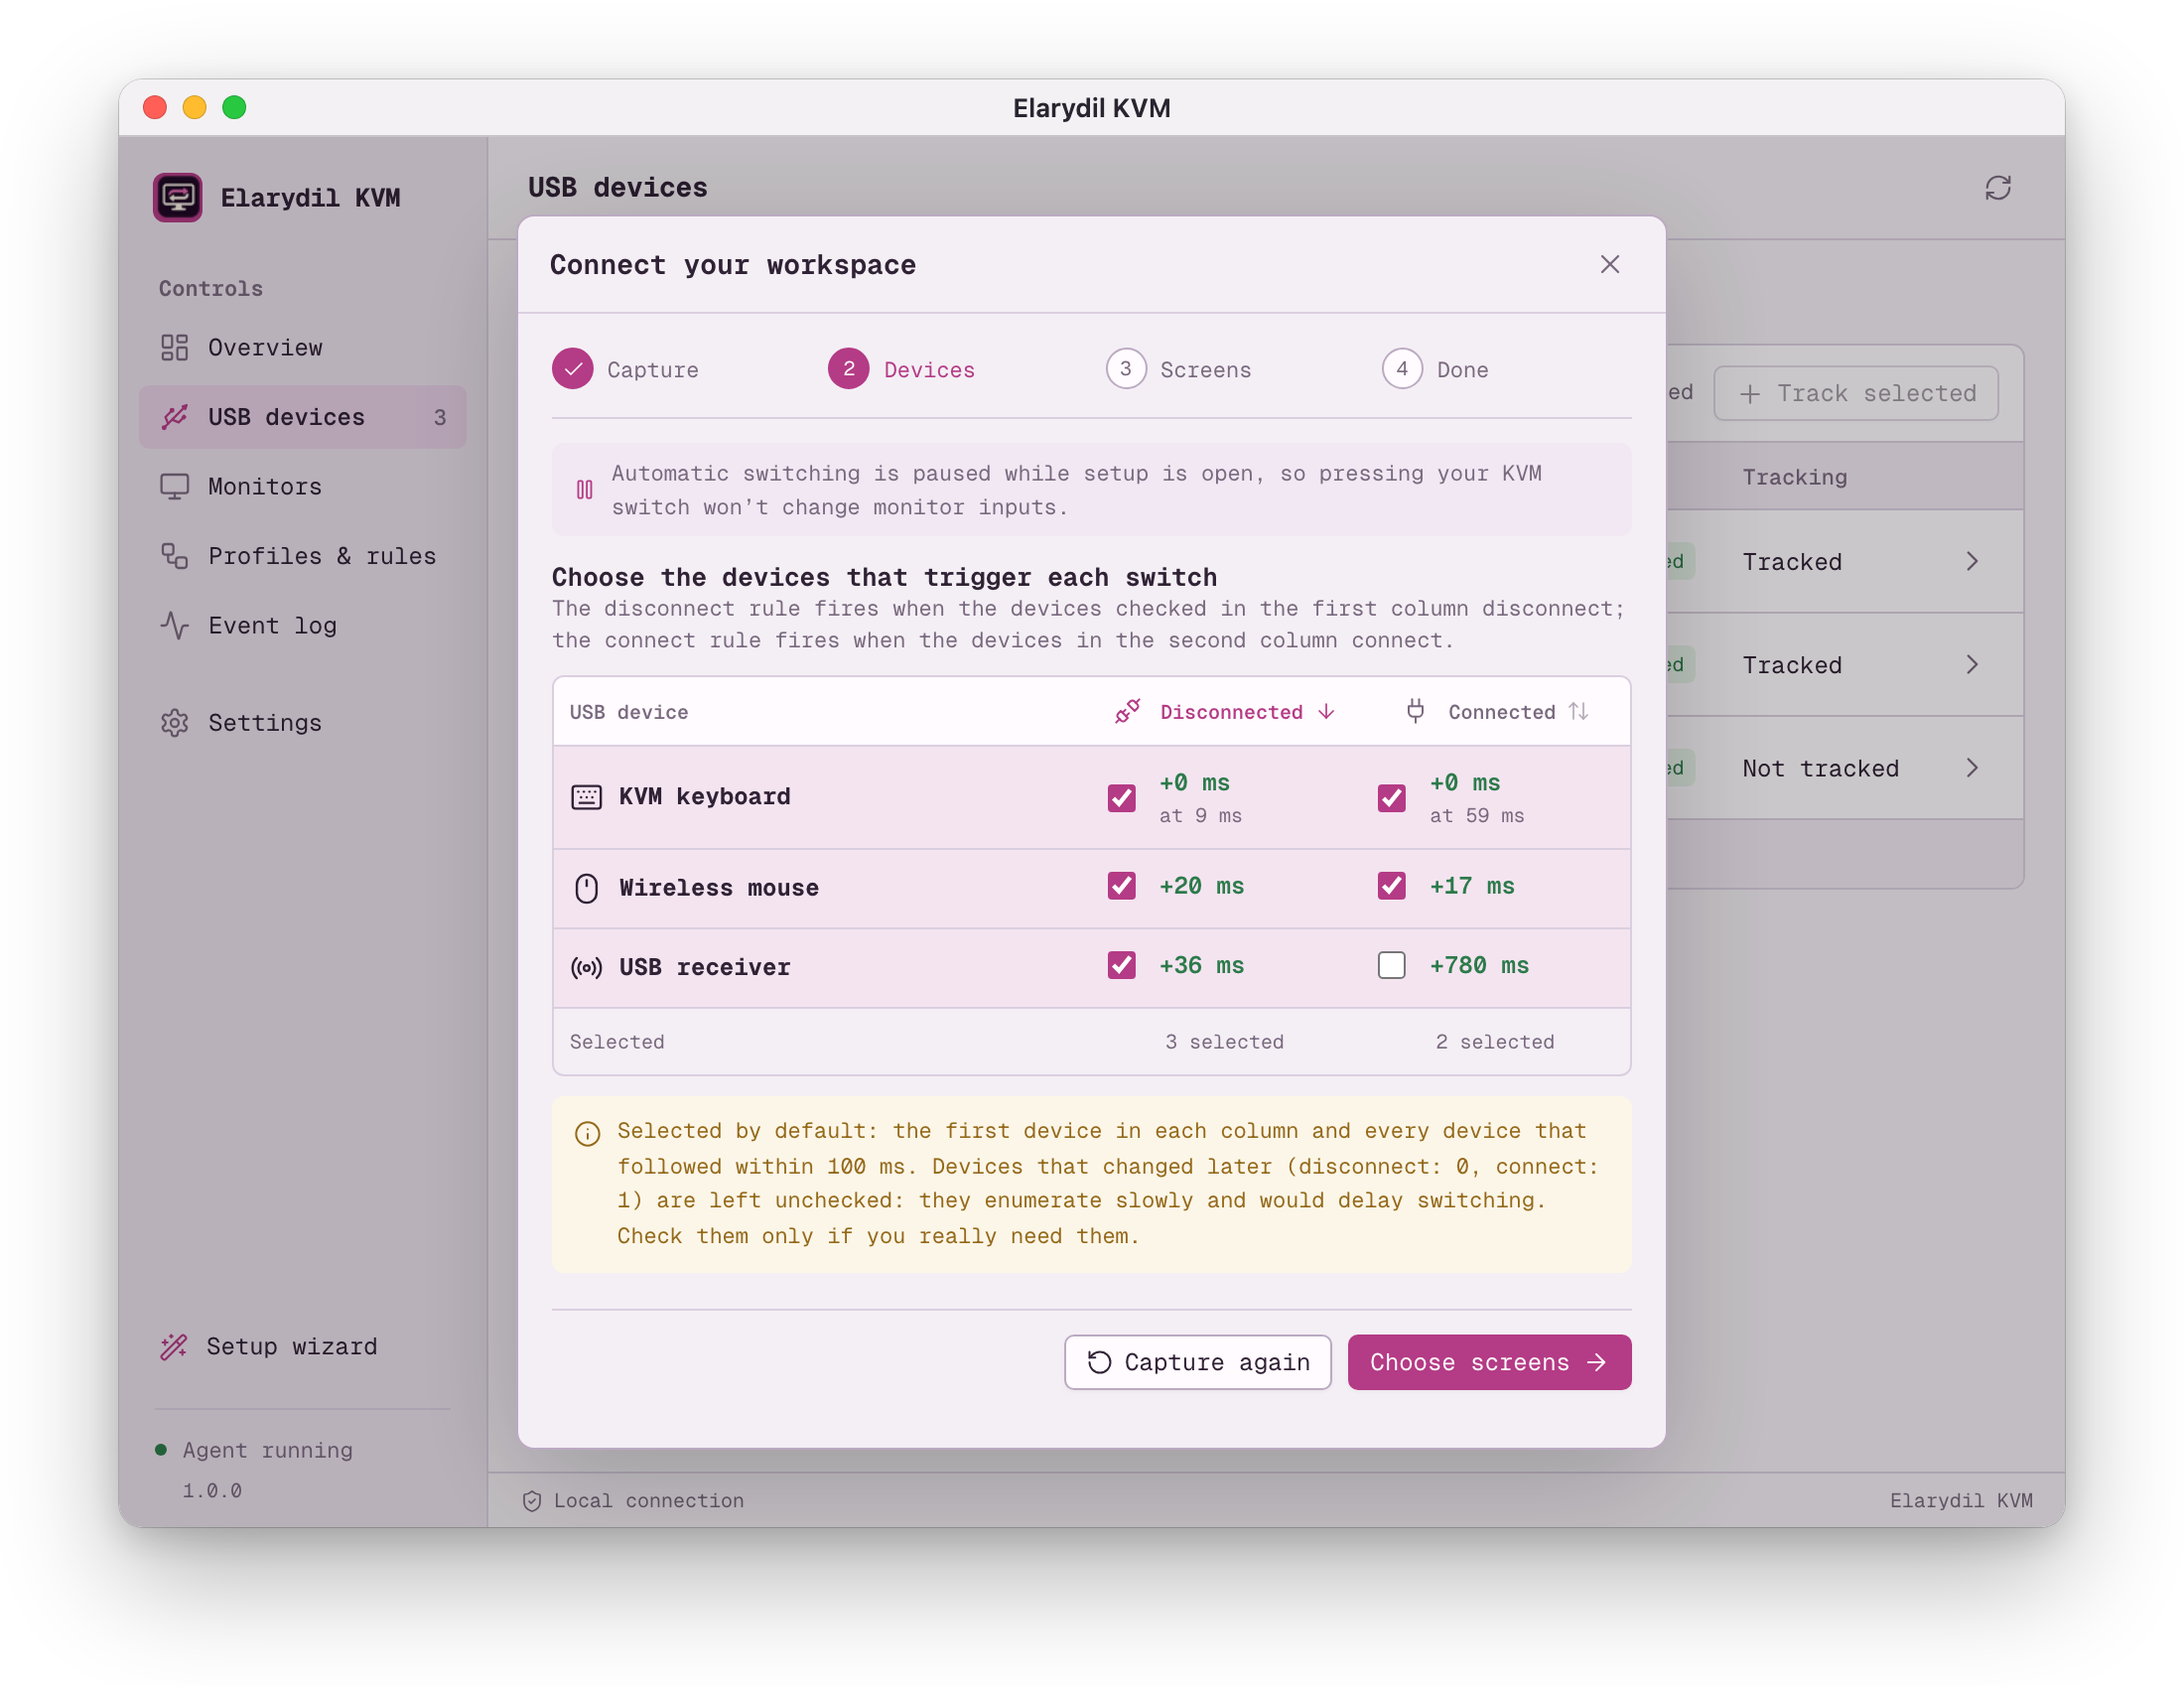 Elarydil KVM
Elarydil KVM
Controls
Overview
USB devices 3
Monitors
Profiles & rules
Event log
Settings
Setup wizard
Agent running
1.0.0
USB devices
Connect your workspace
Capture 2 Devices 3 Screens 4 Done
Automatic switching is paused while setup is open, so pressing your KVM
switch won’t change monitor inputs.
Choose the devices that trigger each switch
The disconnect rule fires when the devices checked in the first column disconnect;
the connect rule fires when the devices in the second column connect.
USB device Disconnected Connected
KVM keyboard +0 ms at 9 ms +0 ms at 59 ms
Wireless mouse +20 ms +17 ms
USB receiver +36 ms +780 ms
Selected 3 selected 2 selected
Selected by default: the first device in each column and every device that
followed within 100 ms. Devices that changed later (disconnect: 0, connect:
1) are left unchecked: they enumerate slowly and would delay switching.
Check them only if you really need them.
Capture again Choose screens
Track selected
Tracking
Tracked
Tracked
Not tracked
Local connection Elarydil KVM